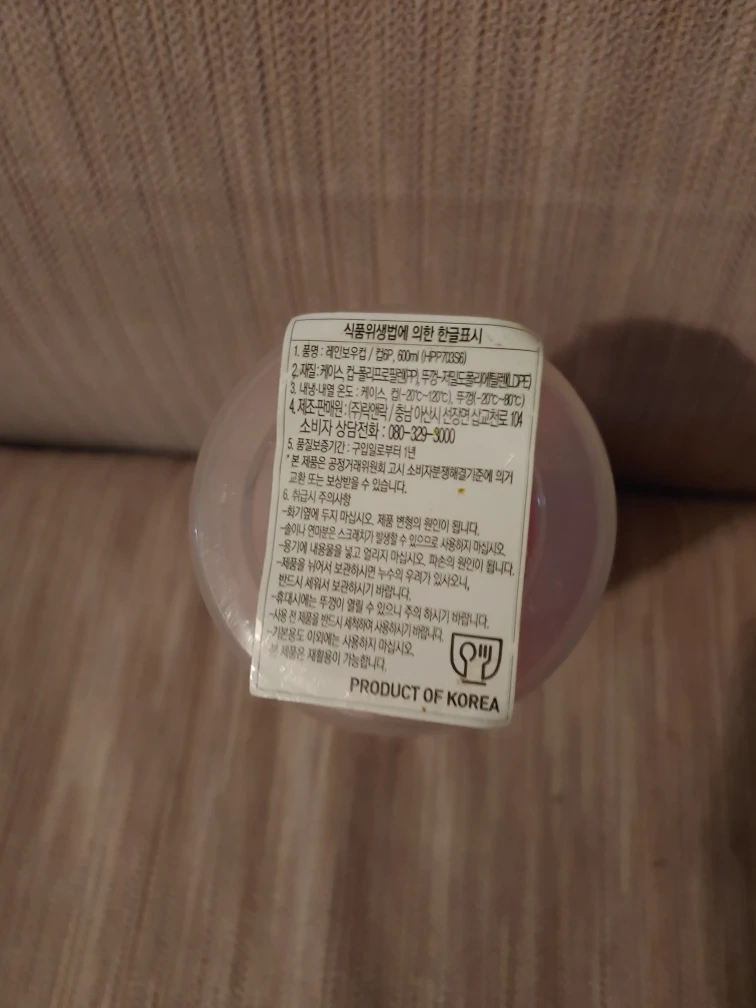 식품위생법에 의한 한글표시
1. 품명 : 레인보우컵 / 컵6P, 600ml (HPP703S6)
2. 재질 : 케이스, 컵-폴리프로필렌(PP), 뚜껑-저밀도폴리에틸렌(LDPE)
3. 내냉·내열 온도 : 케이스, 컵(-20℃~120℃), 뚜껑(-20℃~80℃)
4. 제조·판매원 : (주)락앤락 / 충남 아산시 선장면 삽교천로 104
소비자 상담전화 : 080-329-3000
5. 품질보증기간 : 구입일로부터 1년
* 본 제품은 공정거래위원회 고시 소비자분쟁해결기준에 의거
교환 또는 보상받을 수 있습니다.
6. 취급시 주의사항
-화기옆에 두지 마십시오. 제품 변형의 원인이 됩니다.
-솔이나 연마분은 스크래치가 발생할 수 있으므로 사용하지 마십시오.
-용기에 내용물을 넣고 얼리지 마십시오. 파손의 원인이 됩니다.
-제품을 뉘어서 보관하시면 누수의 우려가 있사오니,
반드시 세워서 보관하시기 바랍니다.
-휴대시에는 뚜껑이 열릴 수 있으니 주의 하시기 바랍니다.
-사용 전 제품을 반드시 세척하여 사용하시기 바랍니다.
-기본용도 이외에는 사용하지 마십시오.
본 제품은 재활용이 가능합니다.
PRODUCT OF KOREA